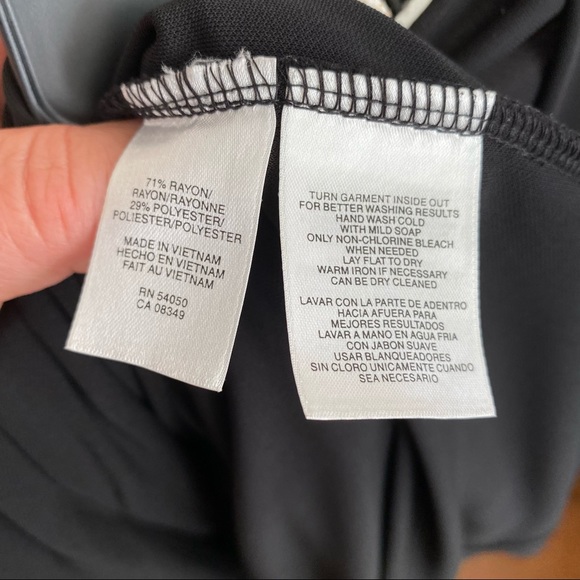 71% RAYON/
RAYON/RAYONNE
29% POLYESTER/
POLIESTER/POLYESTER
MADE IN VIETNAM
HECHO EN VIETNAM
FAIT AU VIETNAM
RN 54050
CA 08349
TURN GARMENT INSIDE OUT
FOR BETTER WASHING RESULTS
HAND WASH COLD
WITH MILD SOAP
ONLY NON-CHLORINE BLEACH
WHEN NEEDED
LAY FLAT TO DRY
WARM IRON IF NECESSARY
CAN BE DRY CLEANED
LAVAR CON LA PARTE DE ADENTRO
HACIA AFUERA PARA
MEJORES RESULTADOS
LAVAR A MANO EN AGUA FRIA
CON JABON SUAVE
USAR BLANQUEADORES
SIN CLORO UNICAMENTE CUANDO
SEA NECESARIO